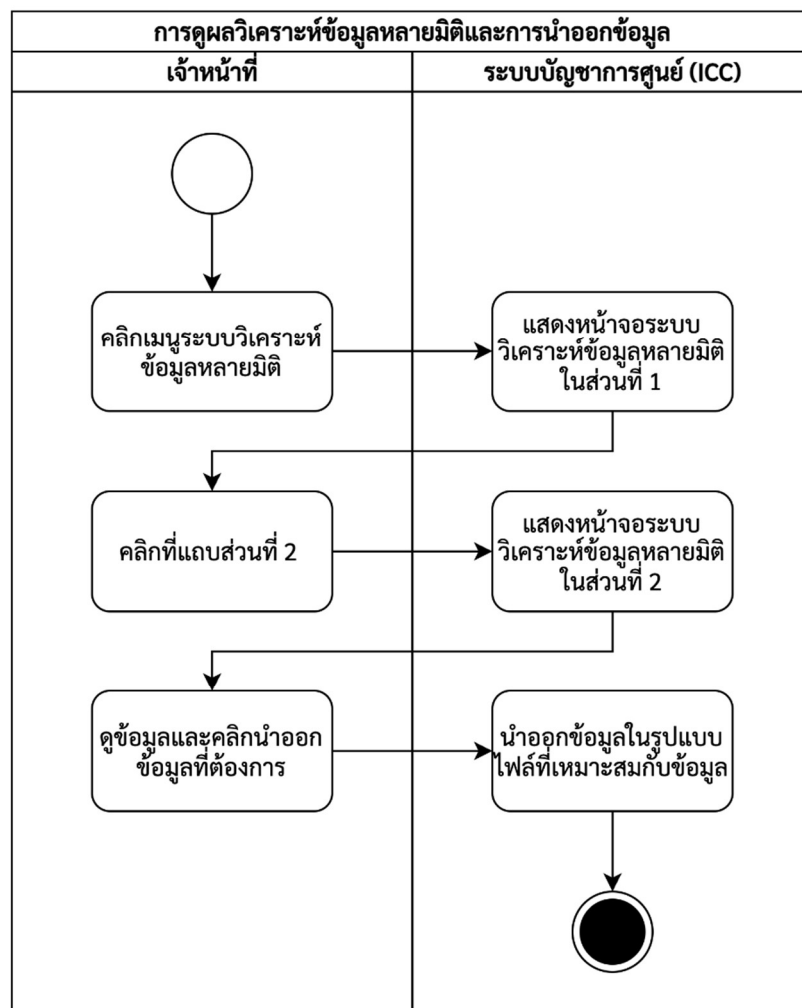 การดูผลวิเคราะห์ข้อมูลหลายมิติและการนำออกข้อมูล
เจ้าหน้าที่
ระบบบัญชาการศูนย์ (ICC)
คลิกเมนูระบบวิเคราะห์
ข้อมูลหลายมิติ
แสดงหน้าจอระบบ
วิเคราะห์ข้อมูลหลายมิติ
ในส่วนที่ 1
คลิกที่แถบส่วนที่ 2
แสดงหน้าจอระบบ
วิเคราะห์ข้อมูลหลายมิติ
ในส่วนที่ 2
ดูข้อมูลและคลิกนำออก
ข้อมูลที่ต้องการ
นำออกข้อมูลในรูปแบบ
ไฟล์ที่เหมาะสมกับข้อมูล